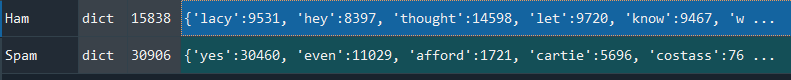 Ham dict 15838 {'lacy':9531, 'hey':8397, 'thought':14598, 'let':9720, 'know':9467, 'w ...
Spam dict 30906 {'yes':30460, 'even':11029, 'afford':1721, 'cartie':5696, 'costass':76 ...